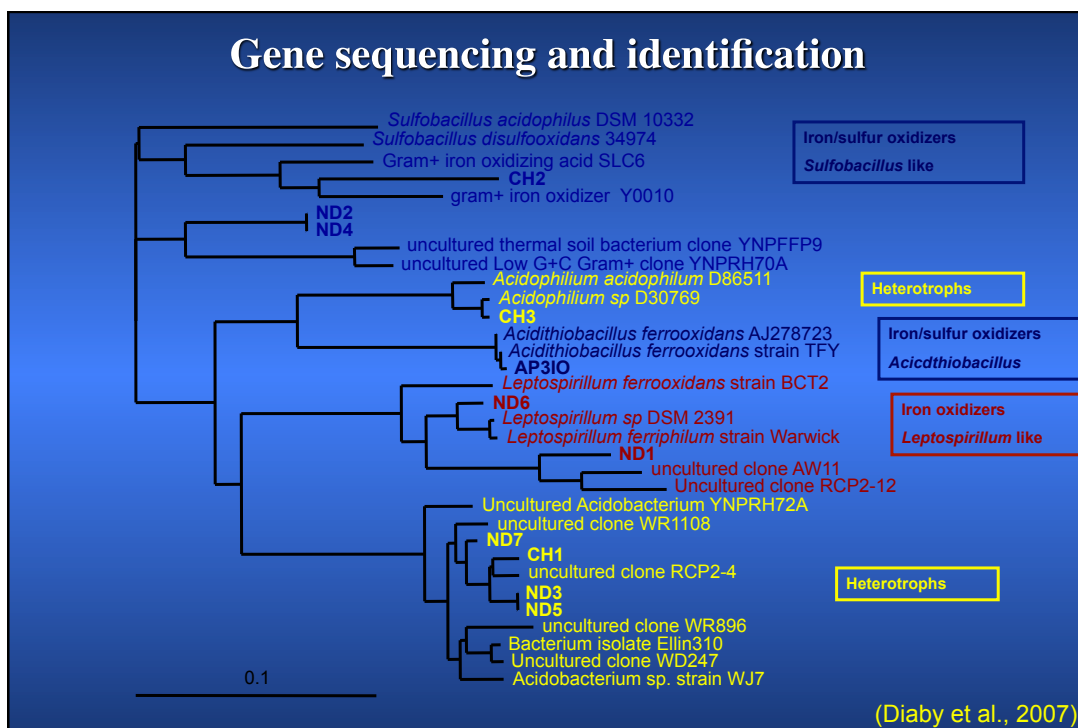 Gene sequencing and identification
Sulfobacillus acidophilus DSM 10332
Sulfobacillus disulfooxidans 34974
Gram+ iron oxidizing acid SLC6
CH2
gram+ iron oxidizer Y0010
ND2
ND4
uncultured thermal soil bacterium clone YNPFFP9
uncultured Low G+C Gram+ clone YNPRH70A
Acidophilium acidophilum D86511
Acidophilium sp D30769
CH3
Acidithiobacillus ferrooxidans AJ278723
Acidithiobacillus ferrooxidans strain TFY
AP3IO
Leptospirillum ferrooxidans strain BCT2
ND6
Leptospirillum sp DSM 2391
Leptospirillum ferriphilum strain Warwick
ND1
uncultured clone AW11
Uncultured clone RCP2-12
Uncultured Acidobacterium YNPRH72A
uncultured clone WR1108
ND7
CH1
uncultured clone RCP2-4
ND3
ND5
uncultured clone WR896
Bacterium isolate Ellin310
Uncultured clone WD247
Acidobacterium sp. strain WJ7
0.1
Iron/sulfur oxidizers
Sulfobacillus like
Heterotrophs
Iron/sulfur oxidizers
Acicdthiobacillus
Iron oxidizers
Leptospirillum like
Heterotrophs
(Diaby et al., 2007)